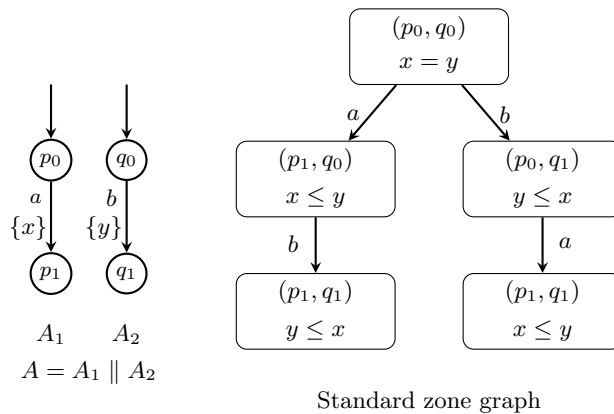 p₀
a
{x}
p₁
A₁
q₀
b
{y}
q₁
A₂
A = A₁ ∥ A₂
(p₀, q₀)
x = y
a
b
(p₁, q₀)
x ≤ y
(p₀, q₁)
y ≤ x
b
a
(p₁, q₁)
y ≤ x
(p₁, q₁)
x ≤ y
Standard zone graph